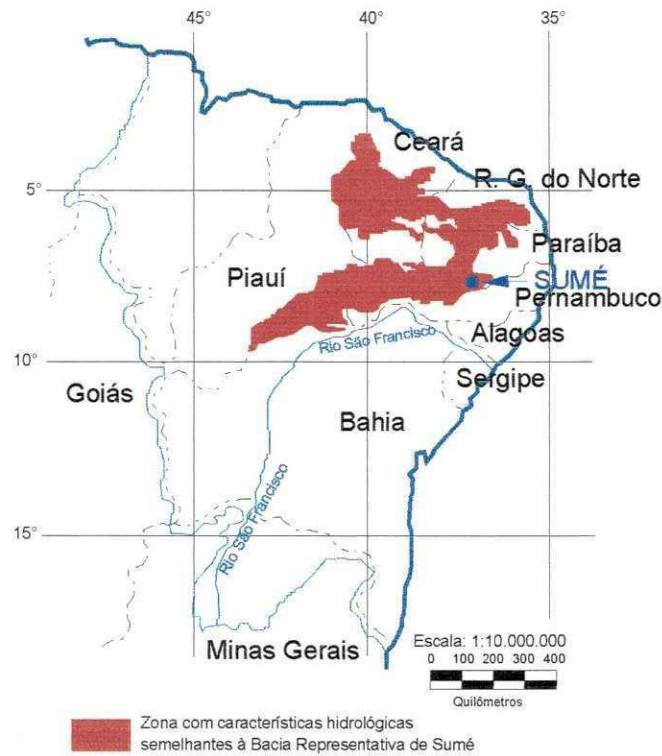 45° 40° 35°
Ceará
5°
R. G. do Norte
Paraíba
Piauí
SUMÉ
Pernambuco
Rio São Francisco
Alagoas
10°
Sergipe
Goiás
Bahia
Rio São Francisco
15°
Minas Gerais
Escala: 1:10.000.000
0 100 200 300 400
Quilômetros
Zona com características hidrológicas
semelhantes à Bacia Representativa de Sumé